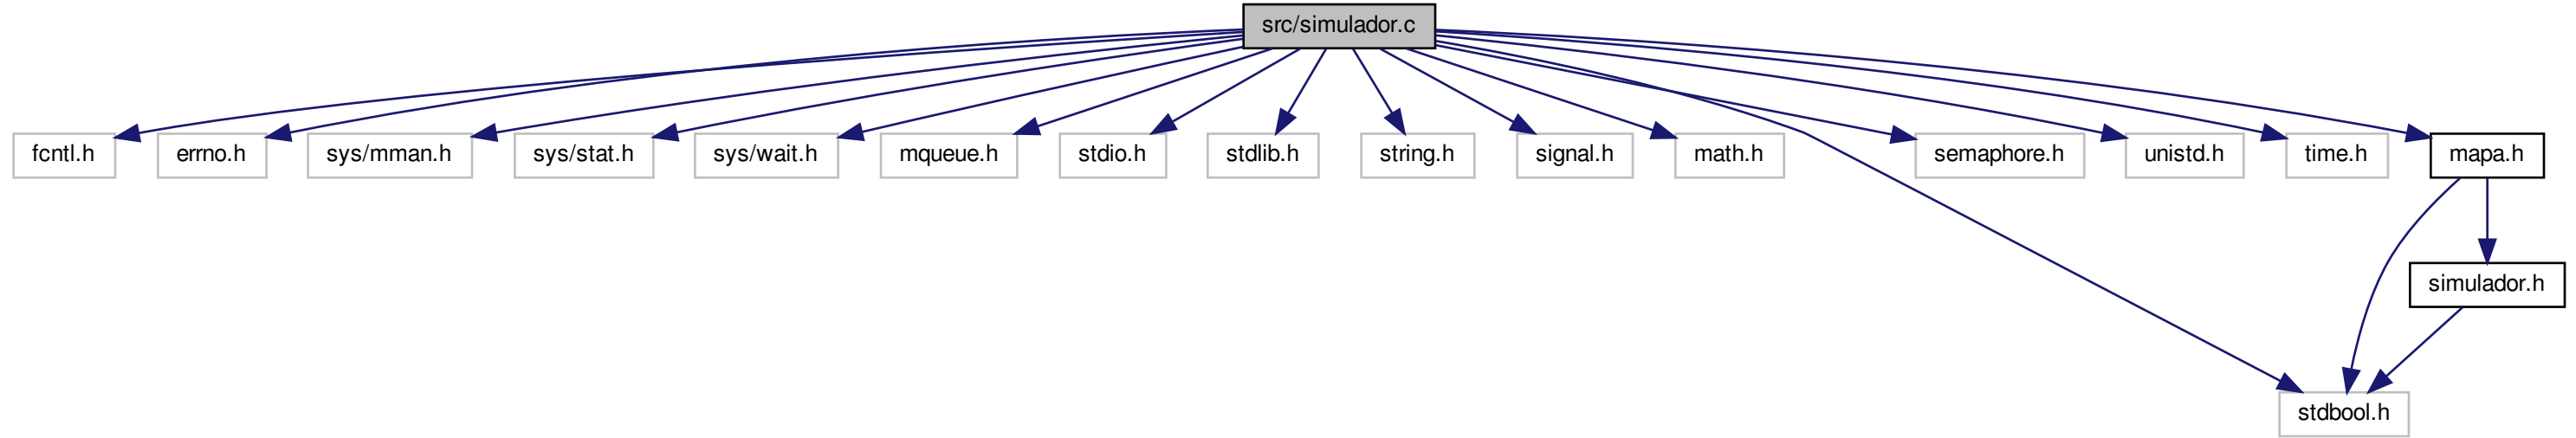 src/simulador.c
fcntl.h
errno.h
sys/mman.h
sys/stat.h
sys/wait.h
mqueue.h
stdio.h
stdlib.h
string.h
signal.h
math.h
semaphore.h
unistd.h
time.h
mapa.h
simulador.h
stdbool.h